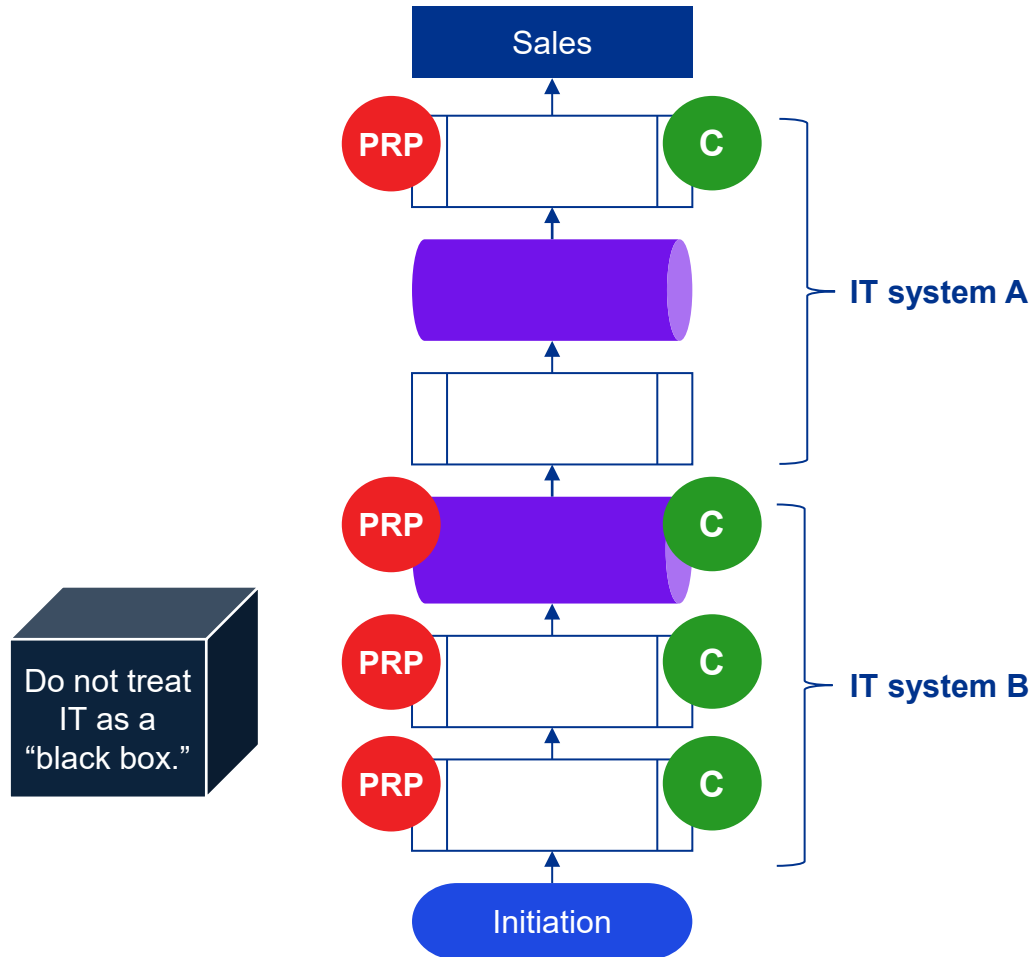 Sales
PRP
C
IT system A
PRP
C
Do not treat
IT as a
“black box.”
PRP
C
IT system B
PRP
C
Initiation